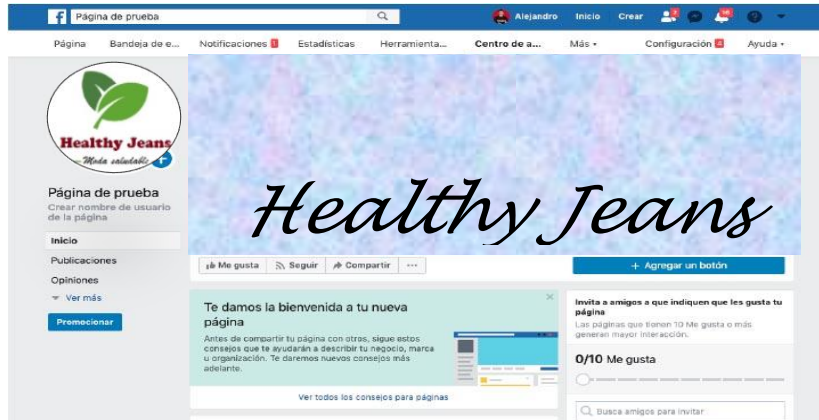 Página de prueba
Alejandro Inicio Crear
Página Bandeja de e... Notificaciones Estadísticas Herramienta... Centro de a... Más Configuración Ayuda
Healthy Jeans
Moda saludable
Healthy Jeans
Página de prueba
Crear nombre de usuario
de la página
Inicio
Publicaciones
Opiniones
Ver más
Promocionar
Me gusta Seguir Compartir ...
+ Agregar un botón
Te damos la bienvenida a tu nueva
página
Antes de compartir tu página con otros, sigue estos
consejos que te ayudarán a describir tu negocio, marca
u organización. Te daremos nuevos consejos más
adelante.
Ver todos los consejos para páginas
Invita a amigos a que indiquen que les gusta tu
página
Las páginas que tienen 10 Me gusta o más
generan mayor interacción.
0/10 Me gusta
Busca amigos para invitar